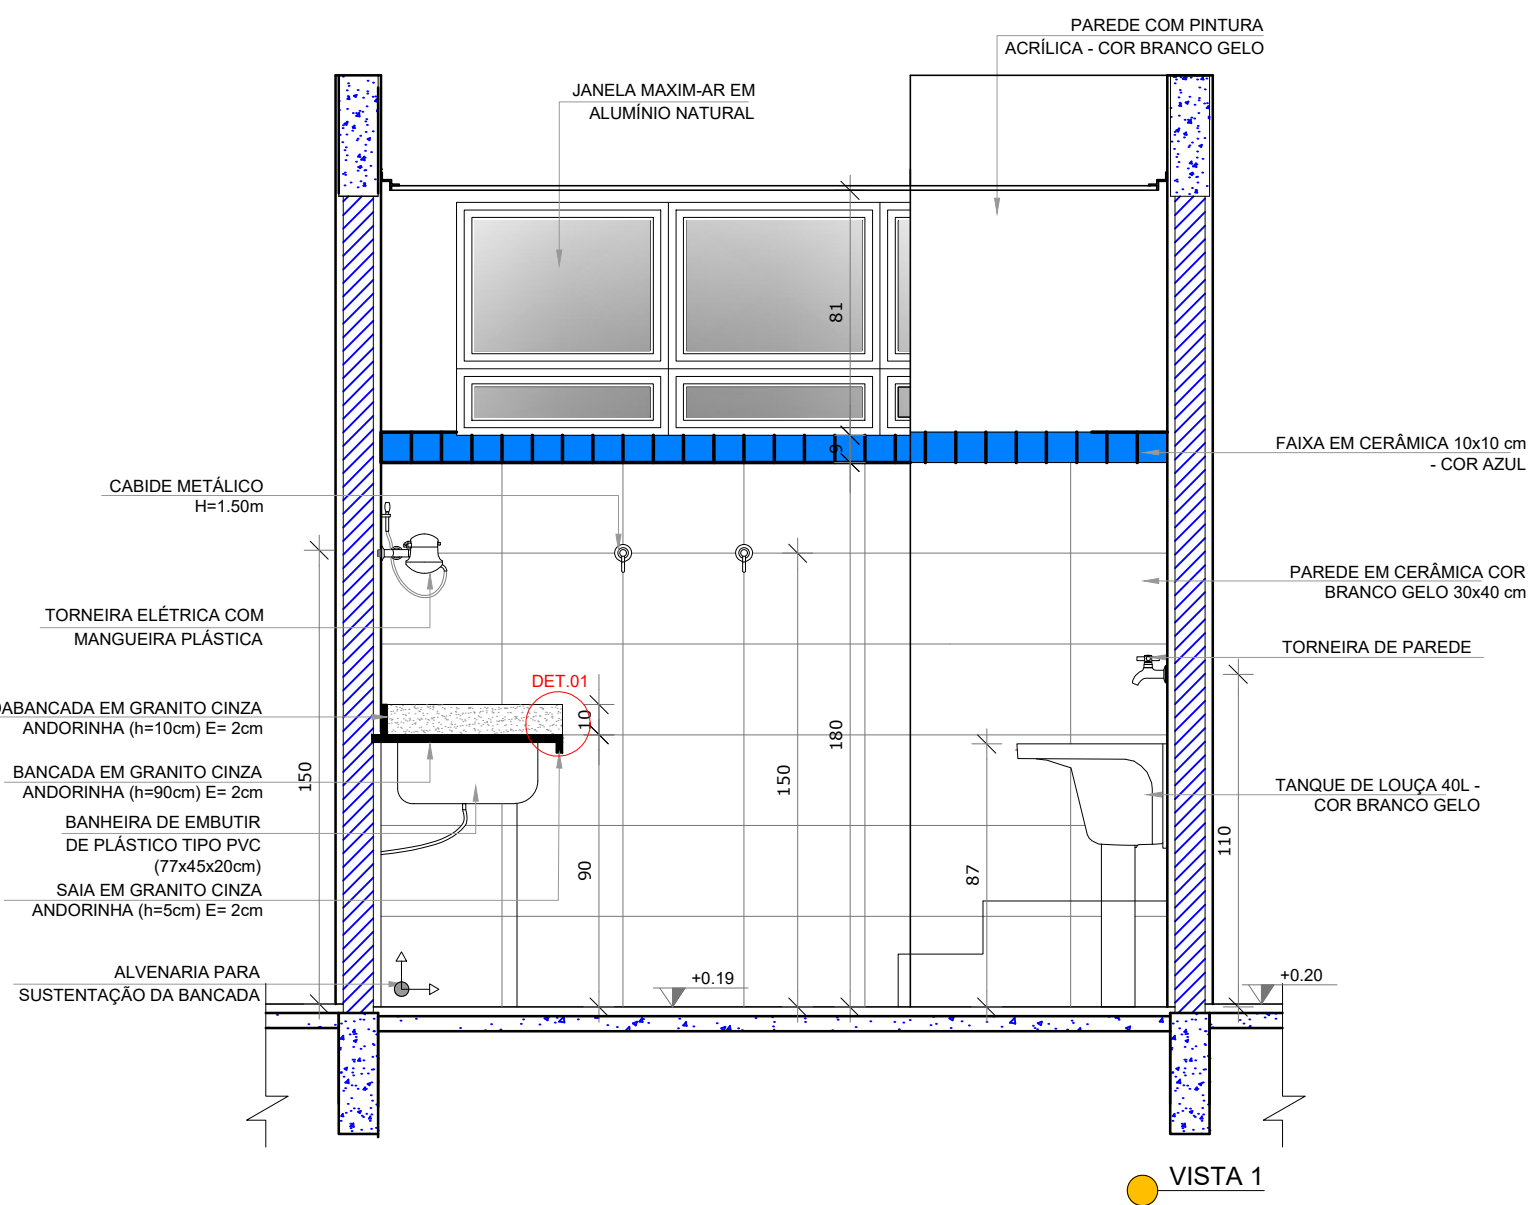 PAREDE COM PINTURA
ACRÍLICA - COR BRANCO GELO
JANELA MAXIM-AR EM
ALUMÍNIO NATURAL
81
9
FAIXA EM CERÂMICA 10x10 cm
- COR AZUL
CABIDE METÁLICO
H=1.50m
PAREDE EM CERÂMICA COR
BRANCO GELO 30x40 cm
TORNEIRA ELÉTRICA COM
MANGUEIRA PLÁSTICA
TORNEIRA DE PAREDE
DET.01
ABANCADA EM GRANITO CINZA
ANDORINHA (h=10cm) E= 2cm
10
180
150
150
BANCADA EM GRANITO CINZA
ANDORINHA (h=90cm) E= 2cm
TANQUE DE LOUÇA 40L -
COR BRANCO GELO
BANHEIRA DE EMBUTIR
DE PLÁSTICO TIPO PVC
(77x45x20cm)
110
90
87
SAIA EM GRANITO CINZA
ANDORINHA (h=5cm) E= 2cm
ALVENARIA PARA
SUSTENTAÇÃO DA BANCADA
+0.19
+0.20
VISTA 1